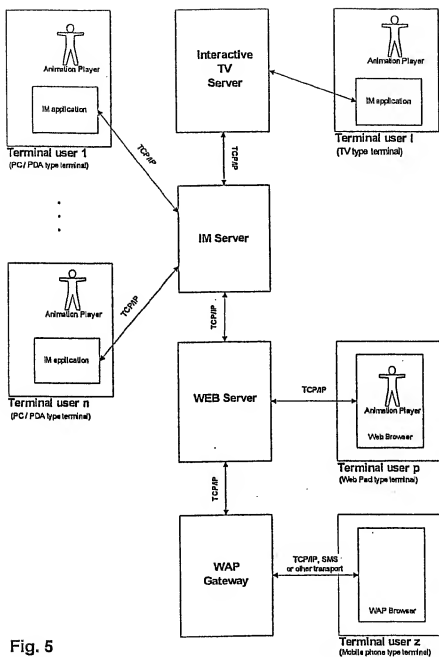 Animation Player
IM application
Terminal user 1
(PC / PDA type terminal)
Interactive
TV
Server
Animation Player
IM application
Terminal user i
(TV type terminal)
TCP/IP
TCP/IP
IM Server
Animation Player
IM application
Terminal user n
(PC / PDA type terminal)
TCP/IP
TCP/IP
WEB Server
TCP/IP
Animation Player
Web Browser
Terminal user p
(Web Pad type terminal)
TCP/IP
WAP
Gateway
TCP/IP, SMS
or other transport
WAP Browser
Terminal user z
(Mobile phone type terminal)
Fig. 5